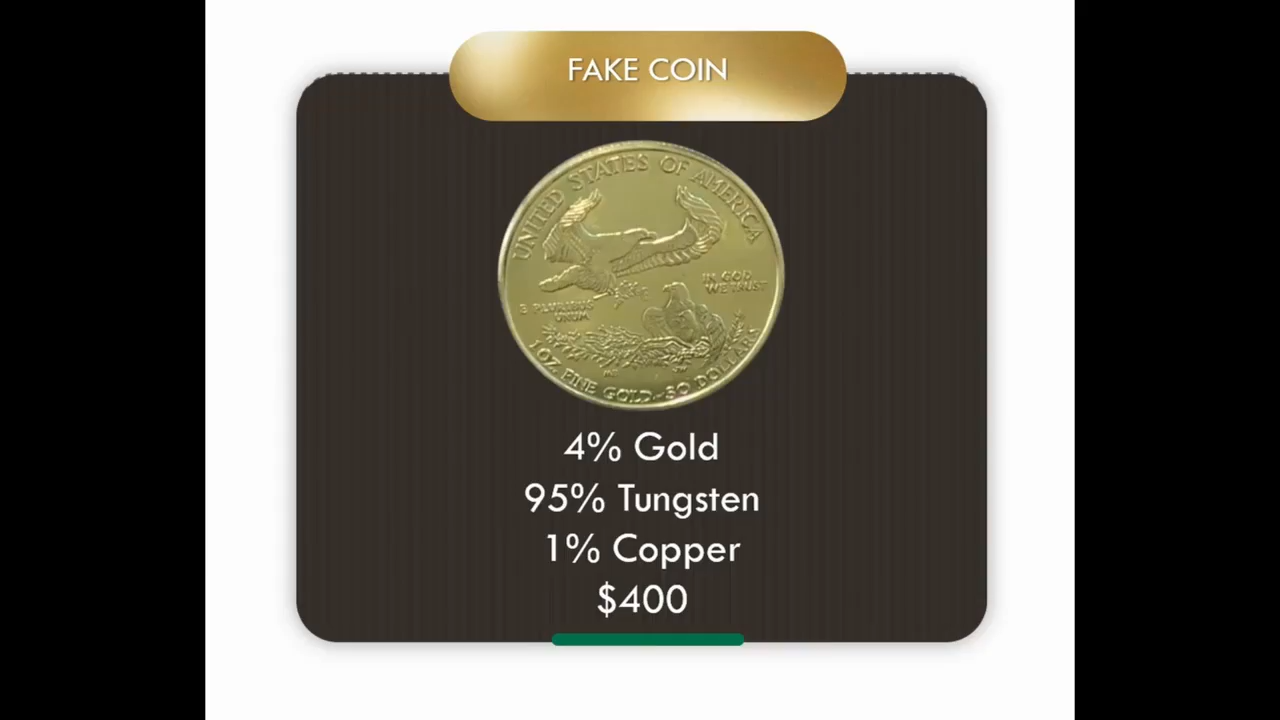 FAKE COIN
UNITED STATES OF AMERICA
IN GOD
WE TRUST
E PLURIBUS
UNUM
1 OZ. FINE GOLD~50 DOLLARS
4% Gold
95% Tungsten
1% Copper
$400